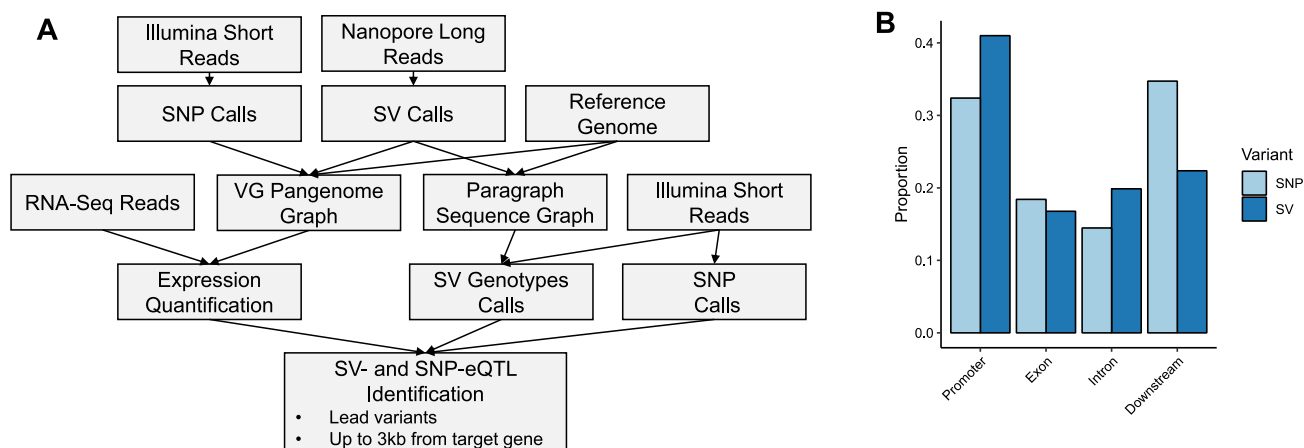 A
Illumina Short
Reads
Nanopore Long
Reads
SNP Calls
SV Calls
Reference
Genome
RNA-Seq Reads
VG Pangenome
Graph
Paragraph
Sequence Graph
Illumina Short
Reads
Expression
Quantification
SV Genotypes
Calls
SNP
Calls
SV- and SNP-eQTL
Identification
• Lead variants
• Up to 3kb from target gene
B
Proportion
0.4
0.3
0.2
0.1
0.0
Promoter
Exon
Intron
Downstream
Variant
SNP
SV